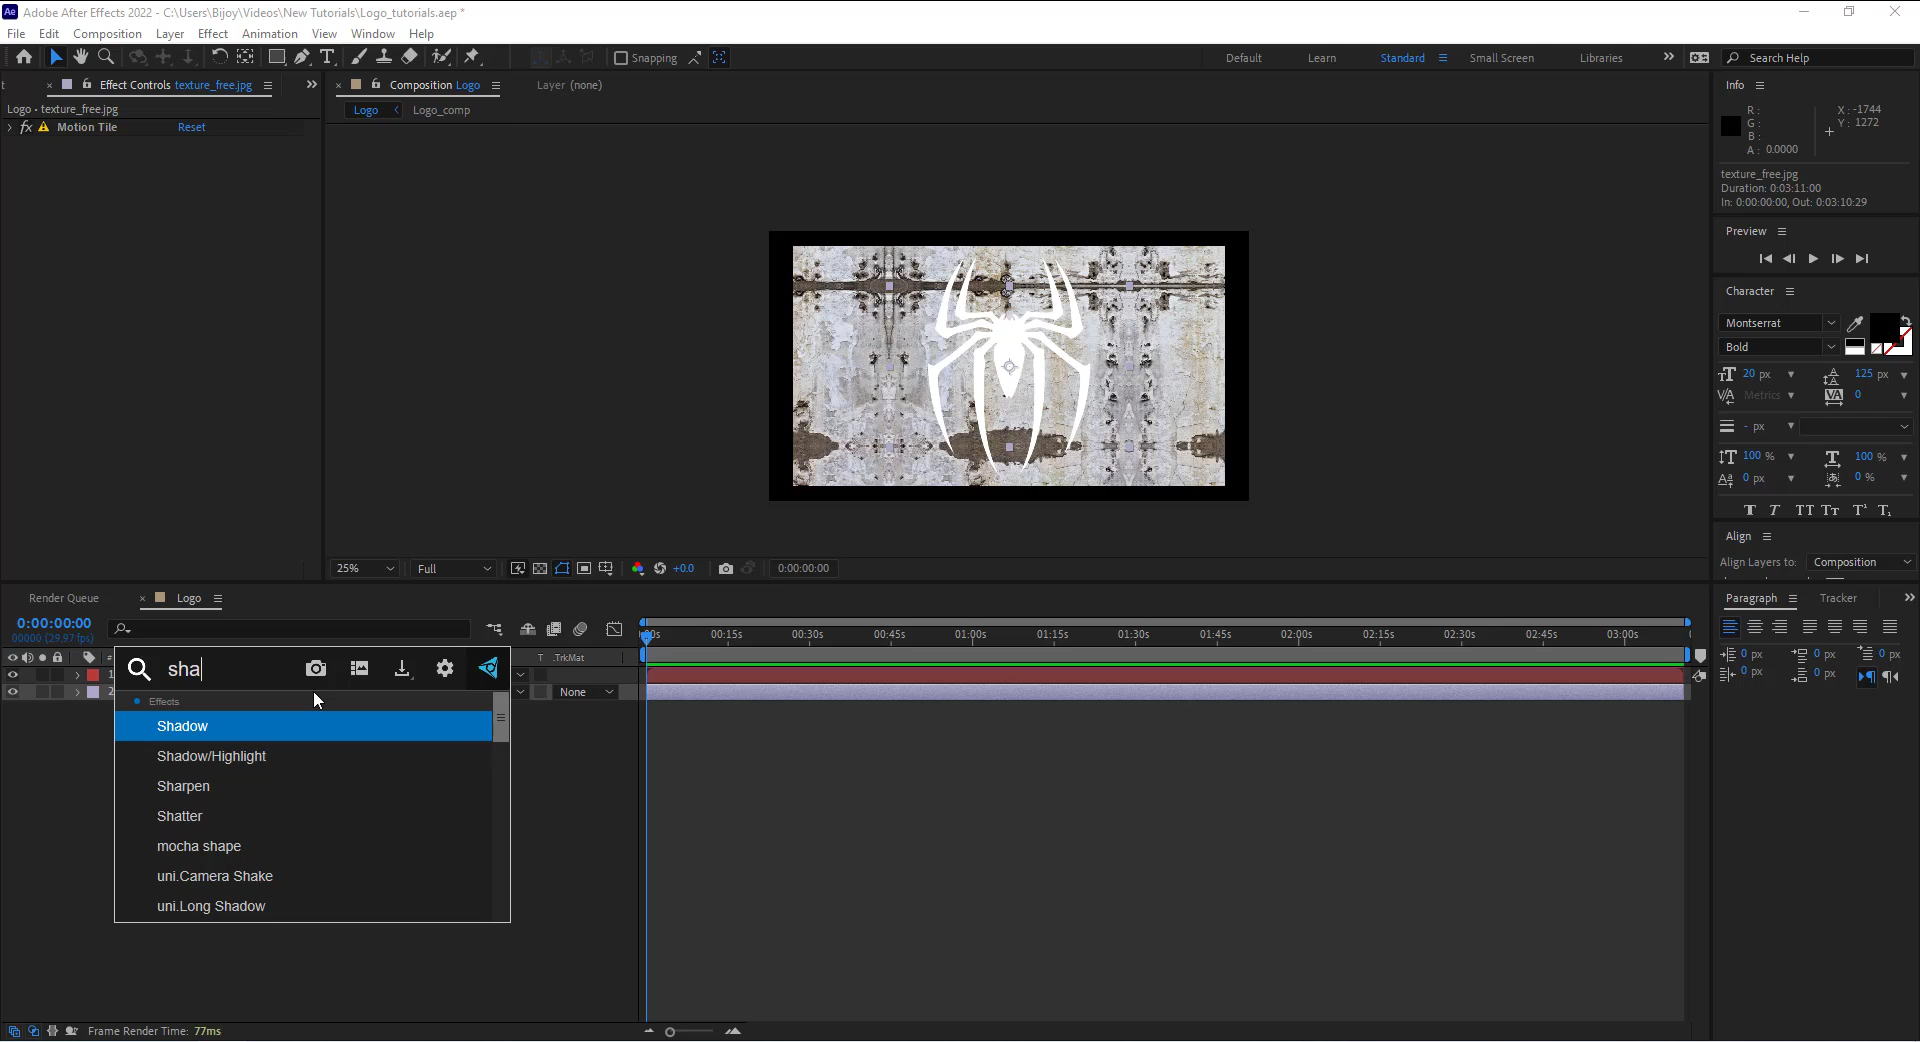 Ae Adobe After Effects 2022 - C:\Users\Bijoy\Videos\New Tutorials\Logo_tutorials.aep *
File Edit Composition Layer Effect Animation View Window Help
Snapping Default Learn Standard Small Screen Libraries Search Help
t Effect Controls texture_free.jpg Composition Logo Layer (none) Info
Logo • texture_free.jpg Logo Logo_comp
fx Motion Tile Reset
R: X: -1744
G: Y: 1272
B:
A: 0.0000
texture_free.jpg
Duration: 0:03:11:00
In: 0:00:00:00, Out: 0:03:10:29
Preview
Character
Montserrat
Bold
20 px 125 px
Metrics 0
- px
100 % 100 %
0 px 0 %
T T TT Tt T¹ T₁
Align
Align Layers to: Composition
25% Full +0.0 0:00:00:00
Render Queue Logo Paragraph Tracker
0:00:00:00
00000 (29.97 fps)
:00s 00:15s 00:30s 00:45s 01:00s 01:15s 01:30s 01:45s 02:00s 02:15s 02:30s 02:45s 03:00s
0 px 0 px 0 px
0 px 0 px
# T .TrkMat
1
2 None
sha
Effects
Shadow
Shadow/Highlight
Sharpen
Shatter
mocha shape
uni.Camera Shake
uni.Long Shadow
Frame Render Time: 77ms